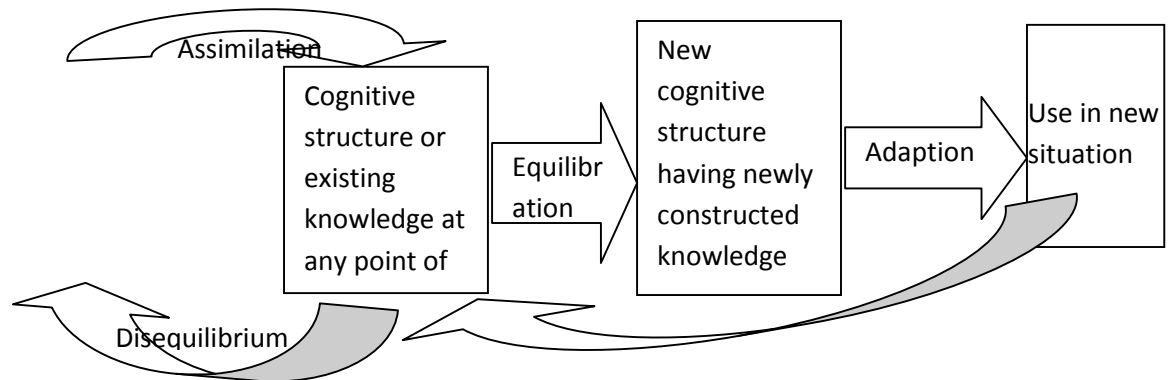 Assimilation
Cognitive
structure or
existing
knowledge at
any point of
Disequilibrium
Equilibr
ation
New
cognitive
structure
having newly
constructed
knowledge
Adaption
Use in new
situation